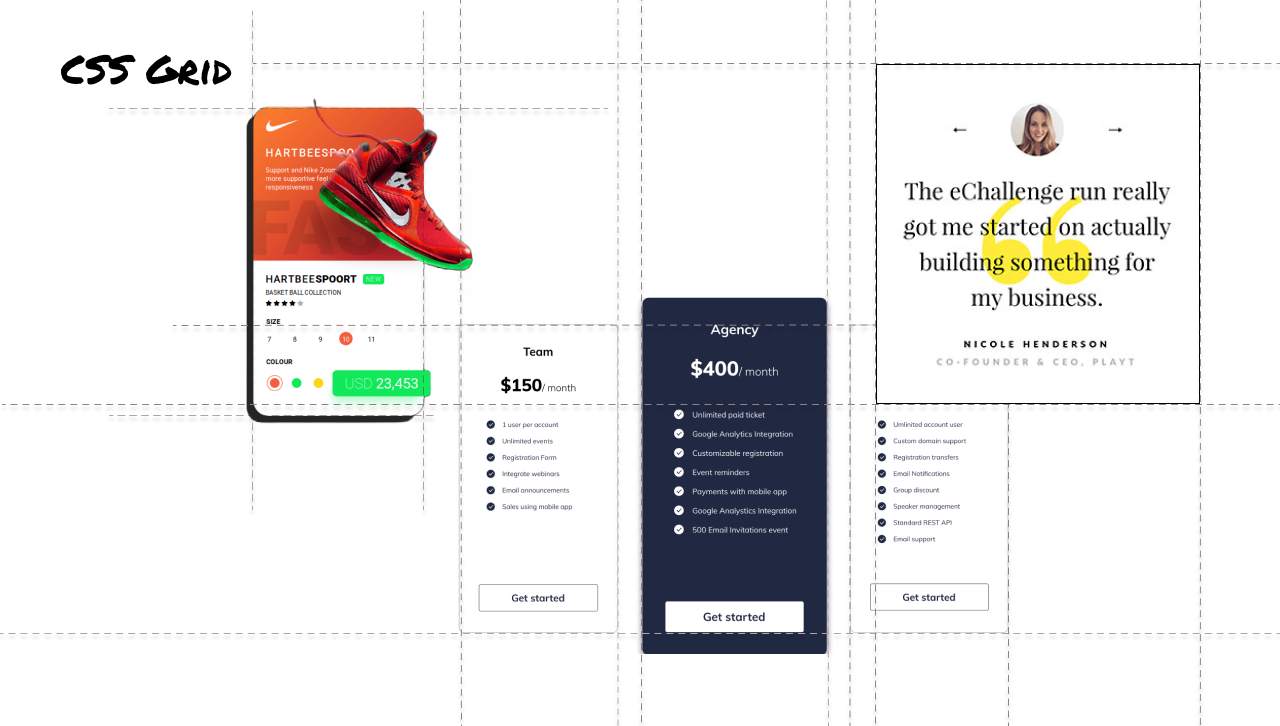 CSS Grid
HARTBEESPOO
Support and Nike Zoom
more supportive feel
responsiveness
FAS
HARTBEESPOORT NEW
BASKET BALL COLLECTION
SIZE
7 8 9 10 11
COLOUR
USD 23,453
Team
$150/ month
1 user per account
Unlimited events
Registration Form
Integrate webinars
Email announcements
Sales using mobile app
Get started
Agency
$400/ month
Unlimited paid ticket
Google Analytics Integration
Customizable registration
Event reminders
Payments with mobile app
Google Analystics Integration
500 Email Invitations event
Get started
Umlimited account user
Custom domain support
Registration transfers
Email Notifications
Group discount
Speaker management
Standard REST API
Email support
Get started
The eChallenge run really
got me started on actually
building something for
my business.
NICOLE HENDERSON
CO-FOUNDER & CEO, PLAYT